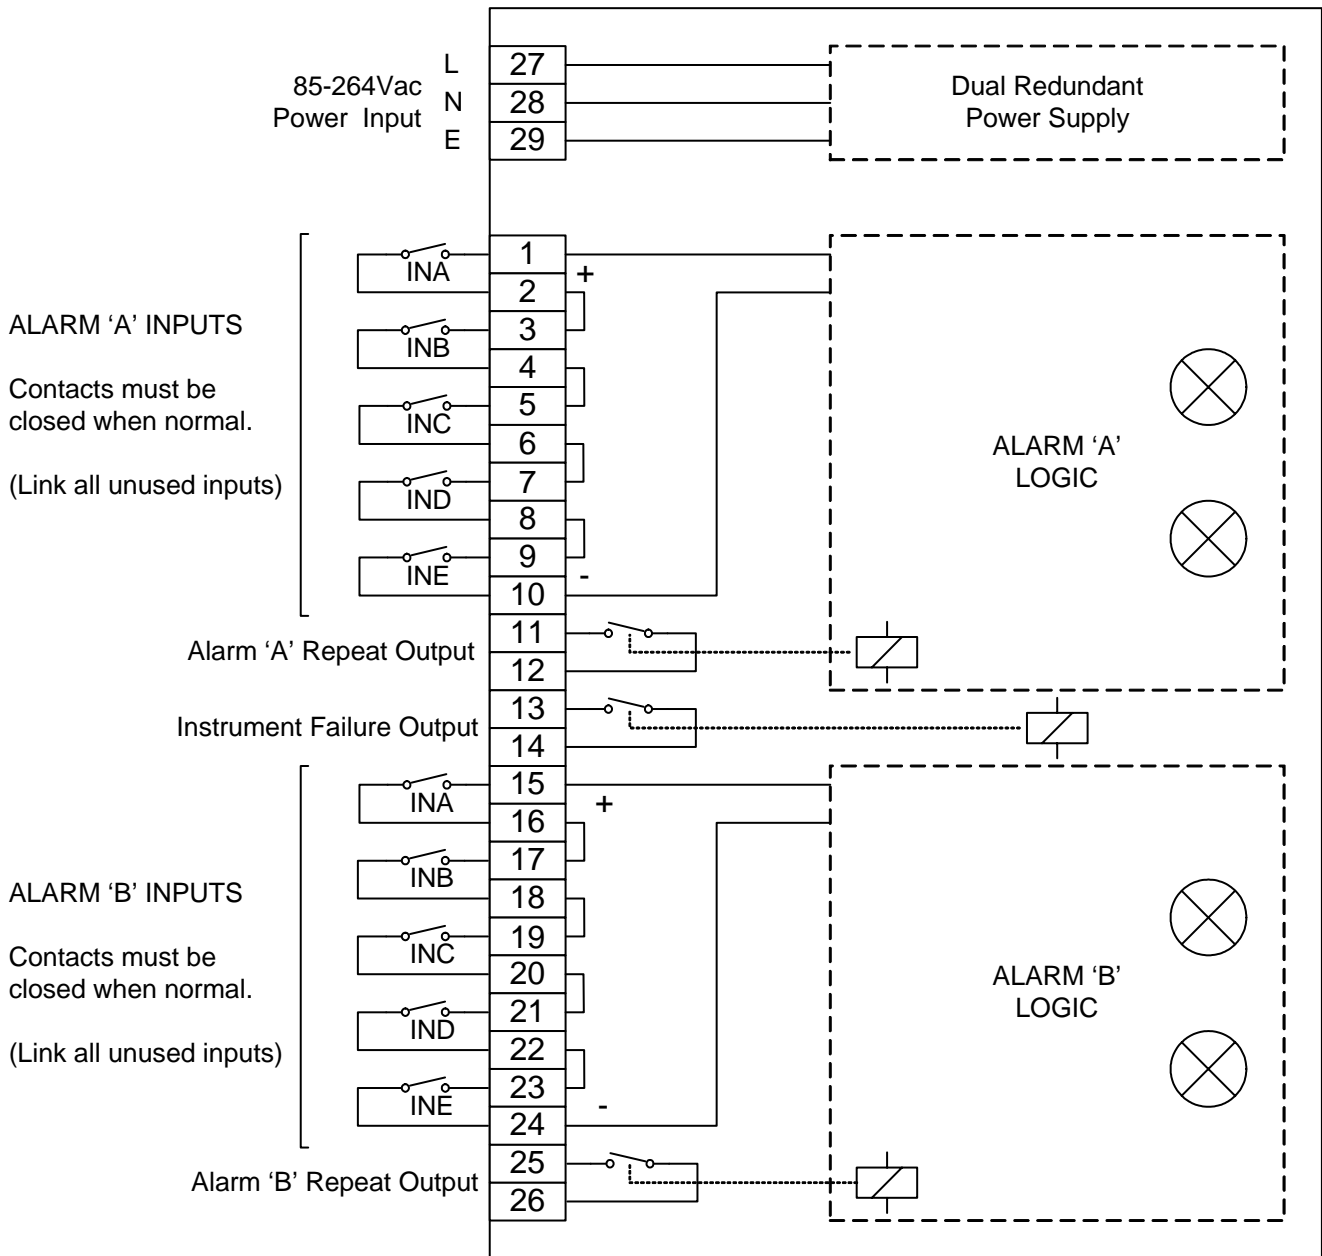 85-264Vac
Power Input
L
N
E
27
28
29
Dual Redundant
Power Supply
ALARM ‘A’ INPUTS
Contacts must be
closed when normal.
(Link all unused inputs)
INA
INB
INC
IND
INE
1
2
3
4
5
6
7
8
9
10
+
-
ALARM ‘A’
LOGIC
Alarm ‘A’ Repeat Output
11
12
Instrument Failure Output
13
14
ALARM ‘B’ INPUTS
Contacts must be
closed when normal.
(Link all unused inputs)
INA
INB
INC
IND
INE
15
16
17
18
19
20
21
22
23
24
+
-
ALARM ‘B’
LOGIC
Alarm ‘B’ Repeat Output
25
26